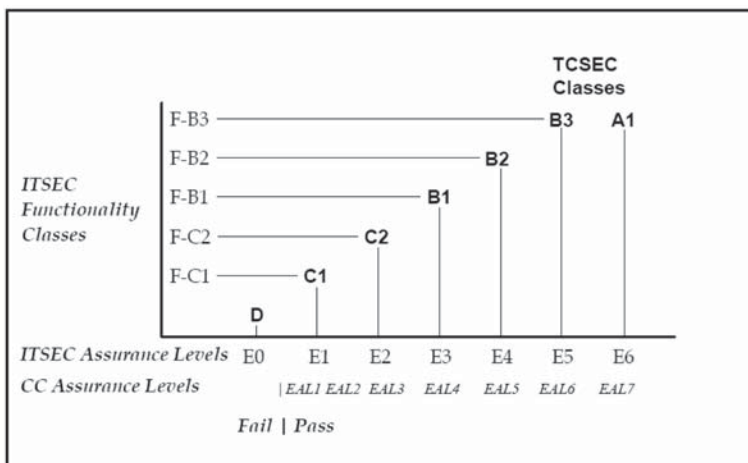 TCSEC
Classes
F-B3 B3 A1
F-B2 B2
ITSEC
Functionality
Classes
F-B1 B1
F-C2 C2
F-C1 C1
D
ITSEC Assurance Levels E0 E1 E2 E3 E4 E5 E6
CC Assurance Levels | EAL1 EAL2 EAL3 EAL4 EAL5 EAL6 EAL7
Fail | Pass